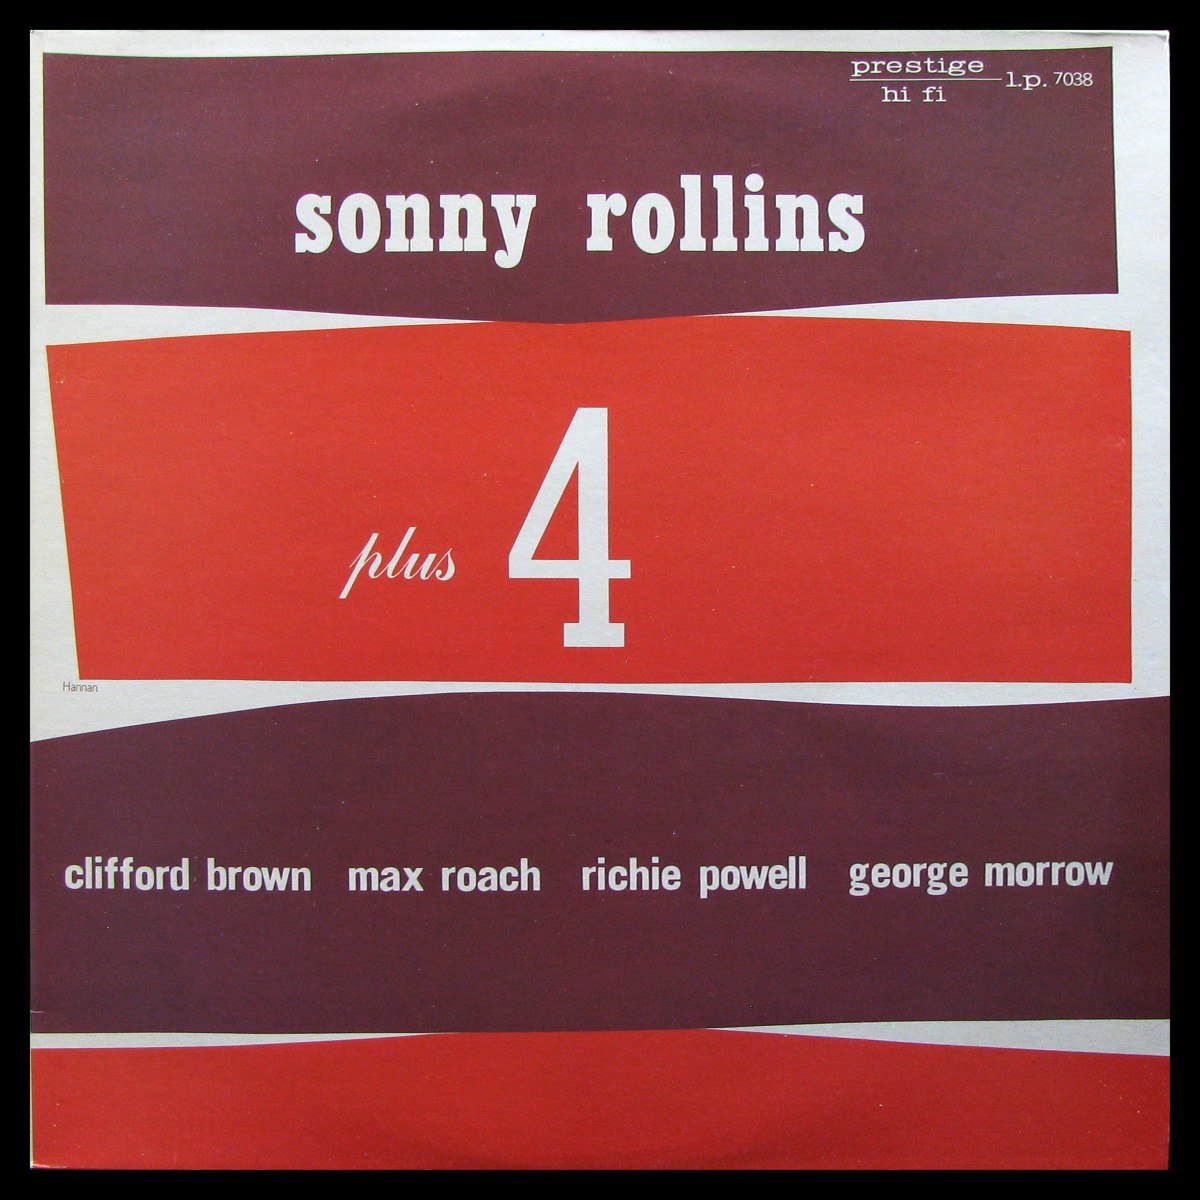 prestige
hi fi
l.p. 7038
sonny rollins
plus 4
Hannan
clifford brown max roach richie powell george morrow